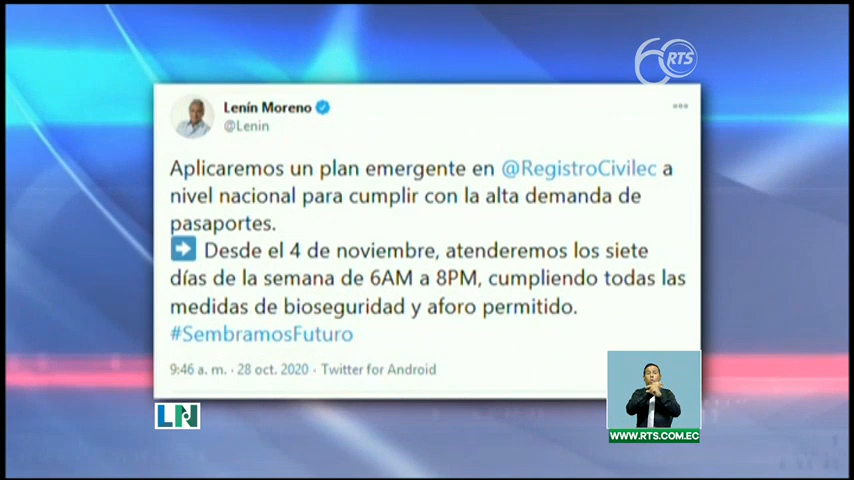 60 RTS
Lenín Moreno
@Lenin
Aplicaremos un plan emergente en @RegistroCivilec a
nivel nacional para cumplir con la alta demanda de
pasaportes.
➡ Desde el 4 de noviembre, atenderemos los siete
días de la semana de 6AM a 8PM, cumpliendo todas las
medidas de bioseguridad y aforo permitido.
#SembramosFuturo
9:46 a. m. · 28 oct. 2020 · Twitter for Android
LN
WWW.RTS.COM.EC